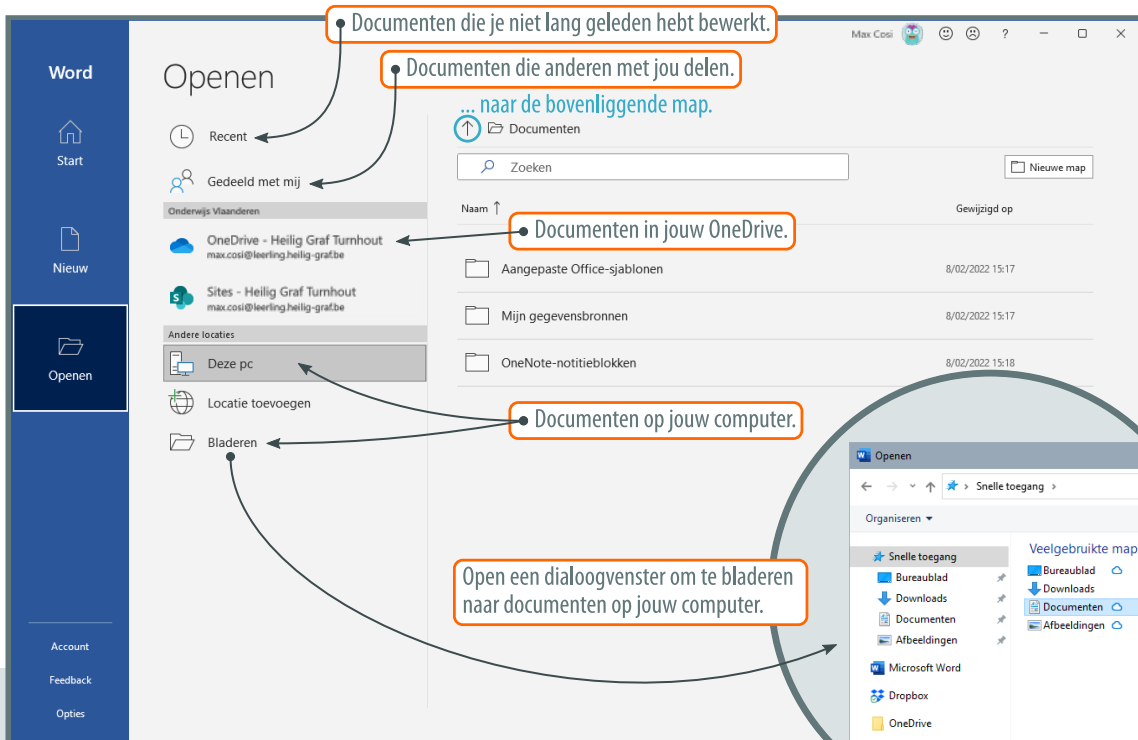 Documenten die je niet lang geleden hebt bewerkt.
Max Cosi
?
Word
Openen
Documenten die anderen met jou delen.
... naar de bovenliggende map.
Start
Recent
Documenten
Gedeeld met mij
Zoeken
Nieuwe map
Onderwijs Vlaanderen
Naam
Gewijzigd op
Nieuw
OneDrive - Heilig Graf Turnhout
max.cosi@leerling.heilig-graf.be
Documenten in jouw OneDrive.
Aangepaste Office-sjablonen
8/02/2022 15:17
Sites - Heilig Graf Turnhout
max.cosi@leerling.heilig-graf.be
Mijn gegevensbronnen
8/02/2022 15:17
Andere locaties
Openen
Deze pc
OneNote-notitieblokken
8/02/2022 15:18
Locatie toevoegen
Documenten op jouw computer.
Bladeren
Openen
Snelle toegang
Organiseren
Snelle toegang
Bureaublad
Downloads
Documenten
Afbeeldingen
Microsoft Word
Dropbox
OneDrive
Veelgebruikte map
Bureaublad
Downloads
Documenten
Afbeeldingen
Open een dialoogvenster om te bladeren
naar documenten op jouw computer.
Account
Feedback
Opties